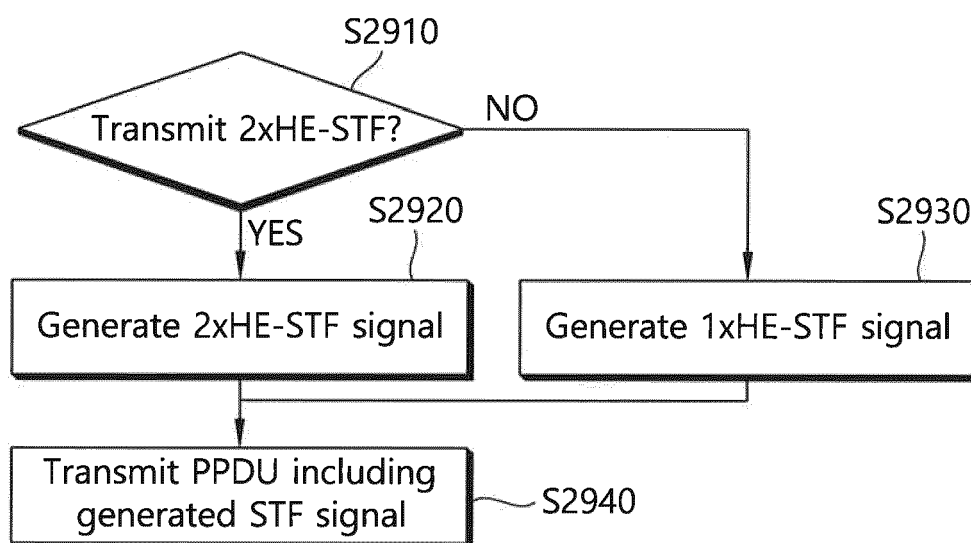 S2910
Transmit 2xHE-STF?
NO
YES
S2920
S2930
Generate 2xHE-STF signal
Generate 1xHE-STF signal
Transmit PPDU including
generated STF signal
S2940